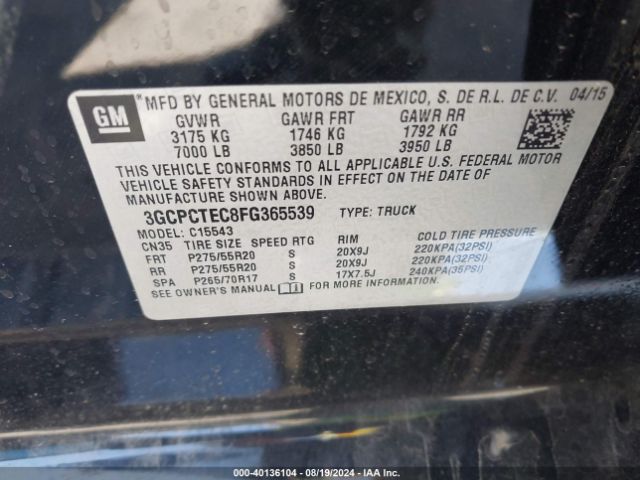 GM
MFD BY GENERAL MOTORS DE MEXICO, S. DE R.L. DE C.V. 04/15
GVWR GAWR FRT GAWR RR
3175 KG 1746 KG 1792 KG
7000 LB 3850 LB 3950 LB
THIS VEHICLE CONFORMS TO ALL APPLICABLE U.S. FEDERAL MOTOR
VEHICLE SAFETY STANDARDS IN EFFECT ON THE DATE OF
MANUFACTURE SHOWN ABOVE.
3GCPCTEC8FG365539 TYPE: TRUCK
MODEL: C15543
CN35 TIRE SIZE SPEED RTG RIM COLD TIRE PRESSURE
FRT P275/55R20 S 20X9J 220KPA(32PSI)
RR P275/55R20 S 20X9J 220KPA(32PSI)
SPA P265/70R17 S 17X7.5J 240KPA(35PSI)
SEE OWNER'S MANUAL FOR MORE INFORMATION.
000-40136104 - 08/19/2024 - IAA Inc.